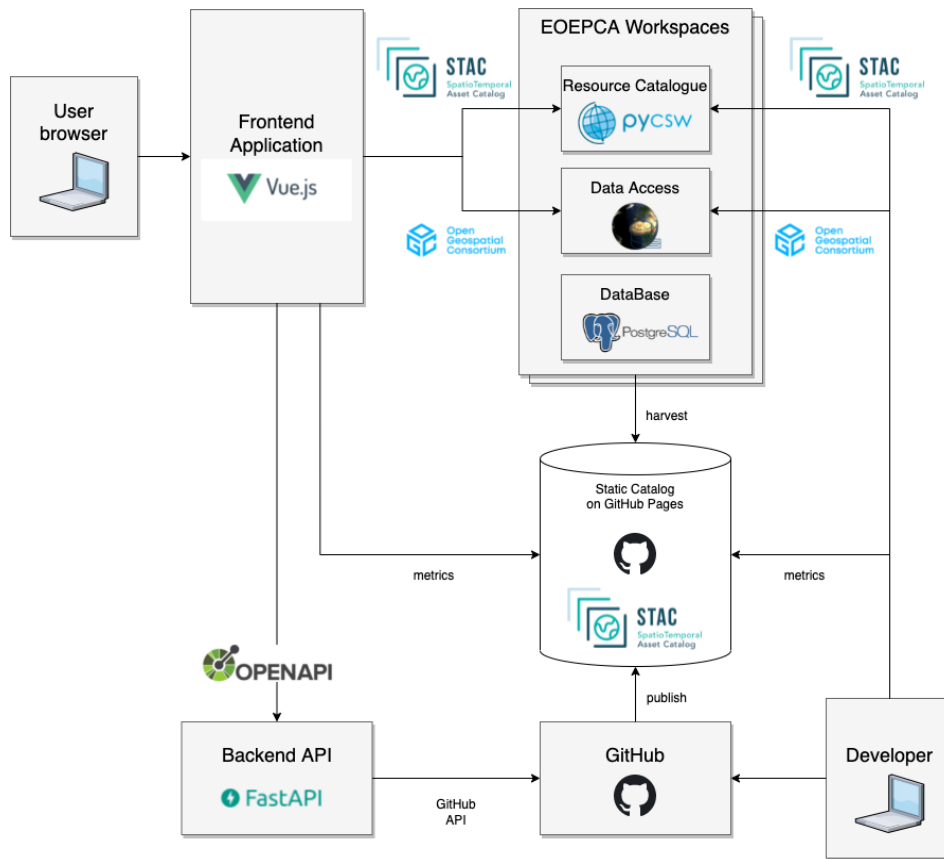 EOEPCA Workspaces
STAC
SpatioTemporal
Asset Catalog
STAC
SpatioTemporal
Asset Catalog
User
browser
Frontend
Application
Vue.js
Resource Catalogue
pycsw
Data Access
Open
Geospatial
Consortium
Open
Geospatial
Consortium
DataBase
PostgreSQL
harvest
Static Catalog
on GitHub Pages
metrics
metrics
STAC
SpatioTemporal
Asset Catalog
OPENAPI
publish
Backend API
FastAPI
GitHub
API
GitHub
Developer